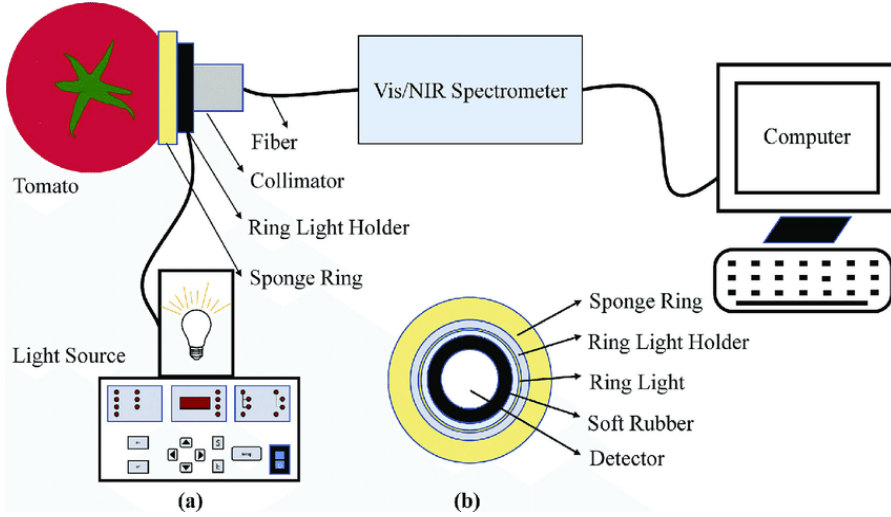 Vis/NIR Spectrometer
Computer
Fiber
Tomato
Collimator
Ring Light Holder
Sponge Ring
Light Source
Sponge Ring
Ring Light Holder
Ring Light
Soft Rubber
Detector
(a)
(b)